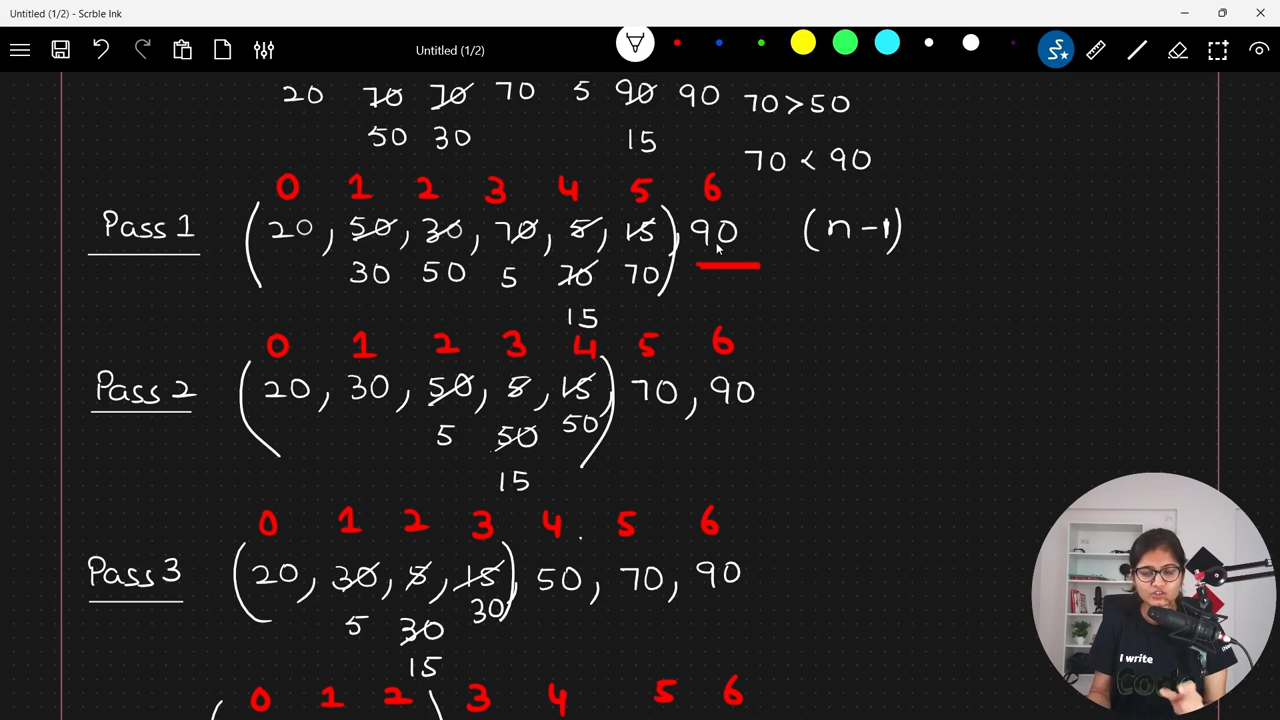 Untitled (1/2) - Scrble Ink
Untitled (1/2)
20 70 70 70 5 90 90 70 > 50
50 30 15
70 < 90
0 1 2 3 4 5 6
Pass 1 (20, 50, 30, 70, 5, 15), 90 (n-1)
30 50 5 70 70
15
0 1 2 3 4 5 6
Pass 2 (20, 30, 50, 5, 15), 70, 90
5 50 50
15
0 1 2 3 4 5 6
Pass 3 (20, 30, 5, 15), 50, 70, 90
5 30 30
15
0 1 2 3 4 5 6
I write
Code